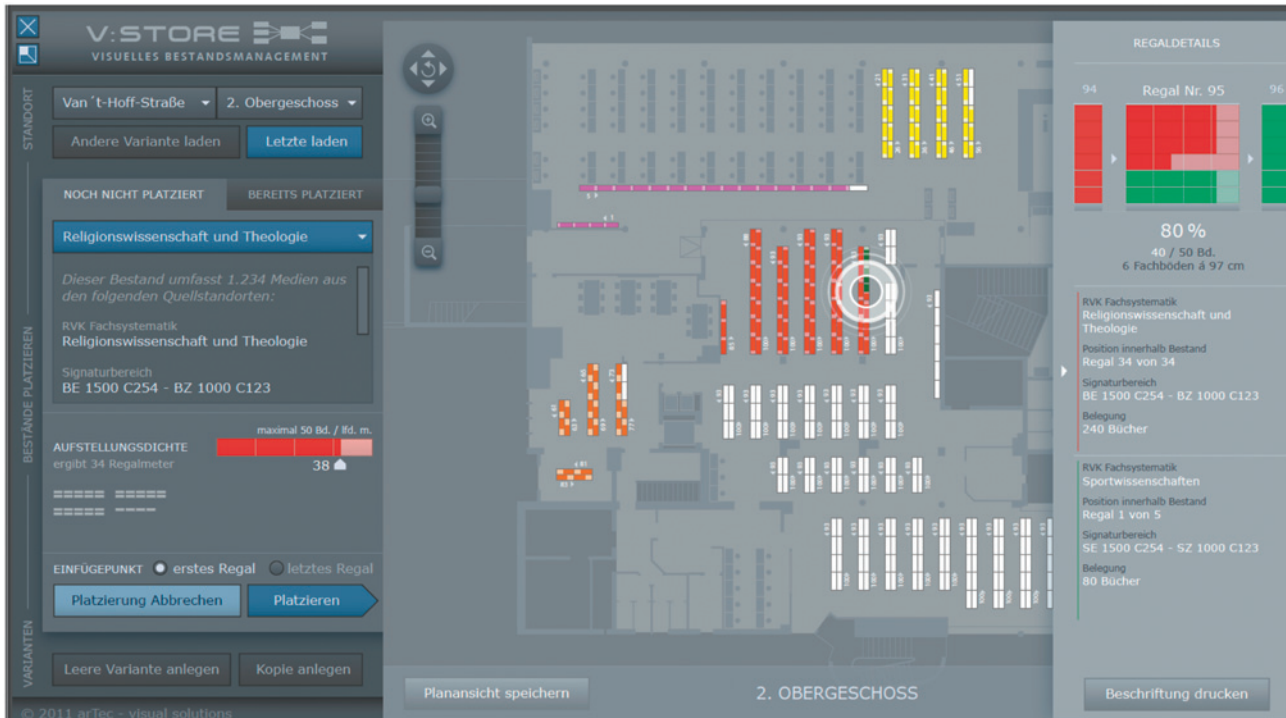 V:STORE
VISUELLES BESTANDSMANAGEMENT
STANDORT
Van´t-Hoff-Straße
2. Obergeschoss
Andere Variante laden
Letzte laden
BESTÄNDE PLATZIEREN
NOCH NICHT PLATZIERT
BEREITS PLATZIERT
Religionswissenschaft und Theologie
Dieser Bestand umfasst 1.234 Medien aus
den folgenden Quellstandorten:
RVK Fachsystematik
Religionswissenschaft und Theologie
Signaturbereich
BE 1500 C254 - BZ 1000 C123
maximal 50 Bd. / lfd. m.
AUFSTELLUNGSDICHTE
ergibt 34 Regalmeter
38
EINFÜGEPUNKT
erstes Regal
letztes Regal
Platzierung Abbrechen
Platzieren
VARIANTEN
Leere Variante anlegen
Kopie anlegen
© 2011 arTec - visual solutions
Planansicht speichern
2. OBERGESCHOSS
REGALDETAILS
94
Regal Nr. 95
96
80 %
40 / 50 Bd.
6 Fachböden á 97 cm
RVK Fachsystematik
Religionswissenschaft und
Theologie
Position innerhalb Bestand
Regal 34 von 34
Signaturbereich
BE 1500 C254 - BZ 1000 C123
Belegung
240 Bücher
RVK Fachsystematik
Sportwissenschaften
Position innerhalb Bestand
Regal 1 von 5
Signaturbereich
SE 1500 C254 - SZ 1000 C123
Belegung
80 Bücher
Beschriftung drucken